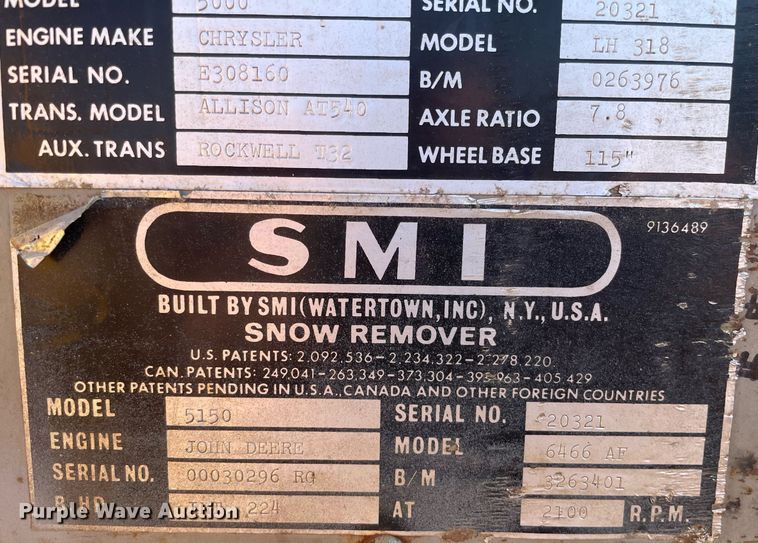 MODEL 5000 SERIAL NO. 20321
ENGINE MAKE CHRYSLER MODEL LH 318
SERIAL NO. E308160 B/M 0263976
TRANS. MODEL ALLISON AT540 AXLE RATIO 7.8
AUX. TRANS ROCKWELL T32 WHEEL BASE 115"
SMI
9136489
BUILT BY SMI (WATERTOWN, INC), N.Y., U.S.A.
SNOW REMOVER
U.S. PATENTS: 2,092,536-2,234,322-2,278,220
CAN. PATENTS: 249,041-263,349-373,304-405,429
OTHER PATENTS PENDING IN U.S.A., CANADA AND OTHER FOREIGN COUNTRIES
MODEL 5150 SERIAL NO. 20321
ENGINE JOHN DEERE MODEL 6466 AF
SERIAL NO. 00030296 RG B/M 3263401
B.HD. 224 AT 2100 R.P.M.
Purple Wave Auction